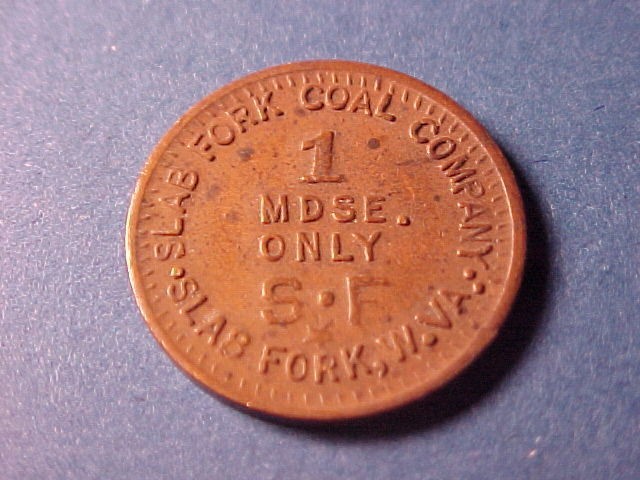 SLAB FORK COAL COMPANY
1
MDSE.
ONLY
S·F
SLAB FORK, W.VA.